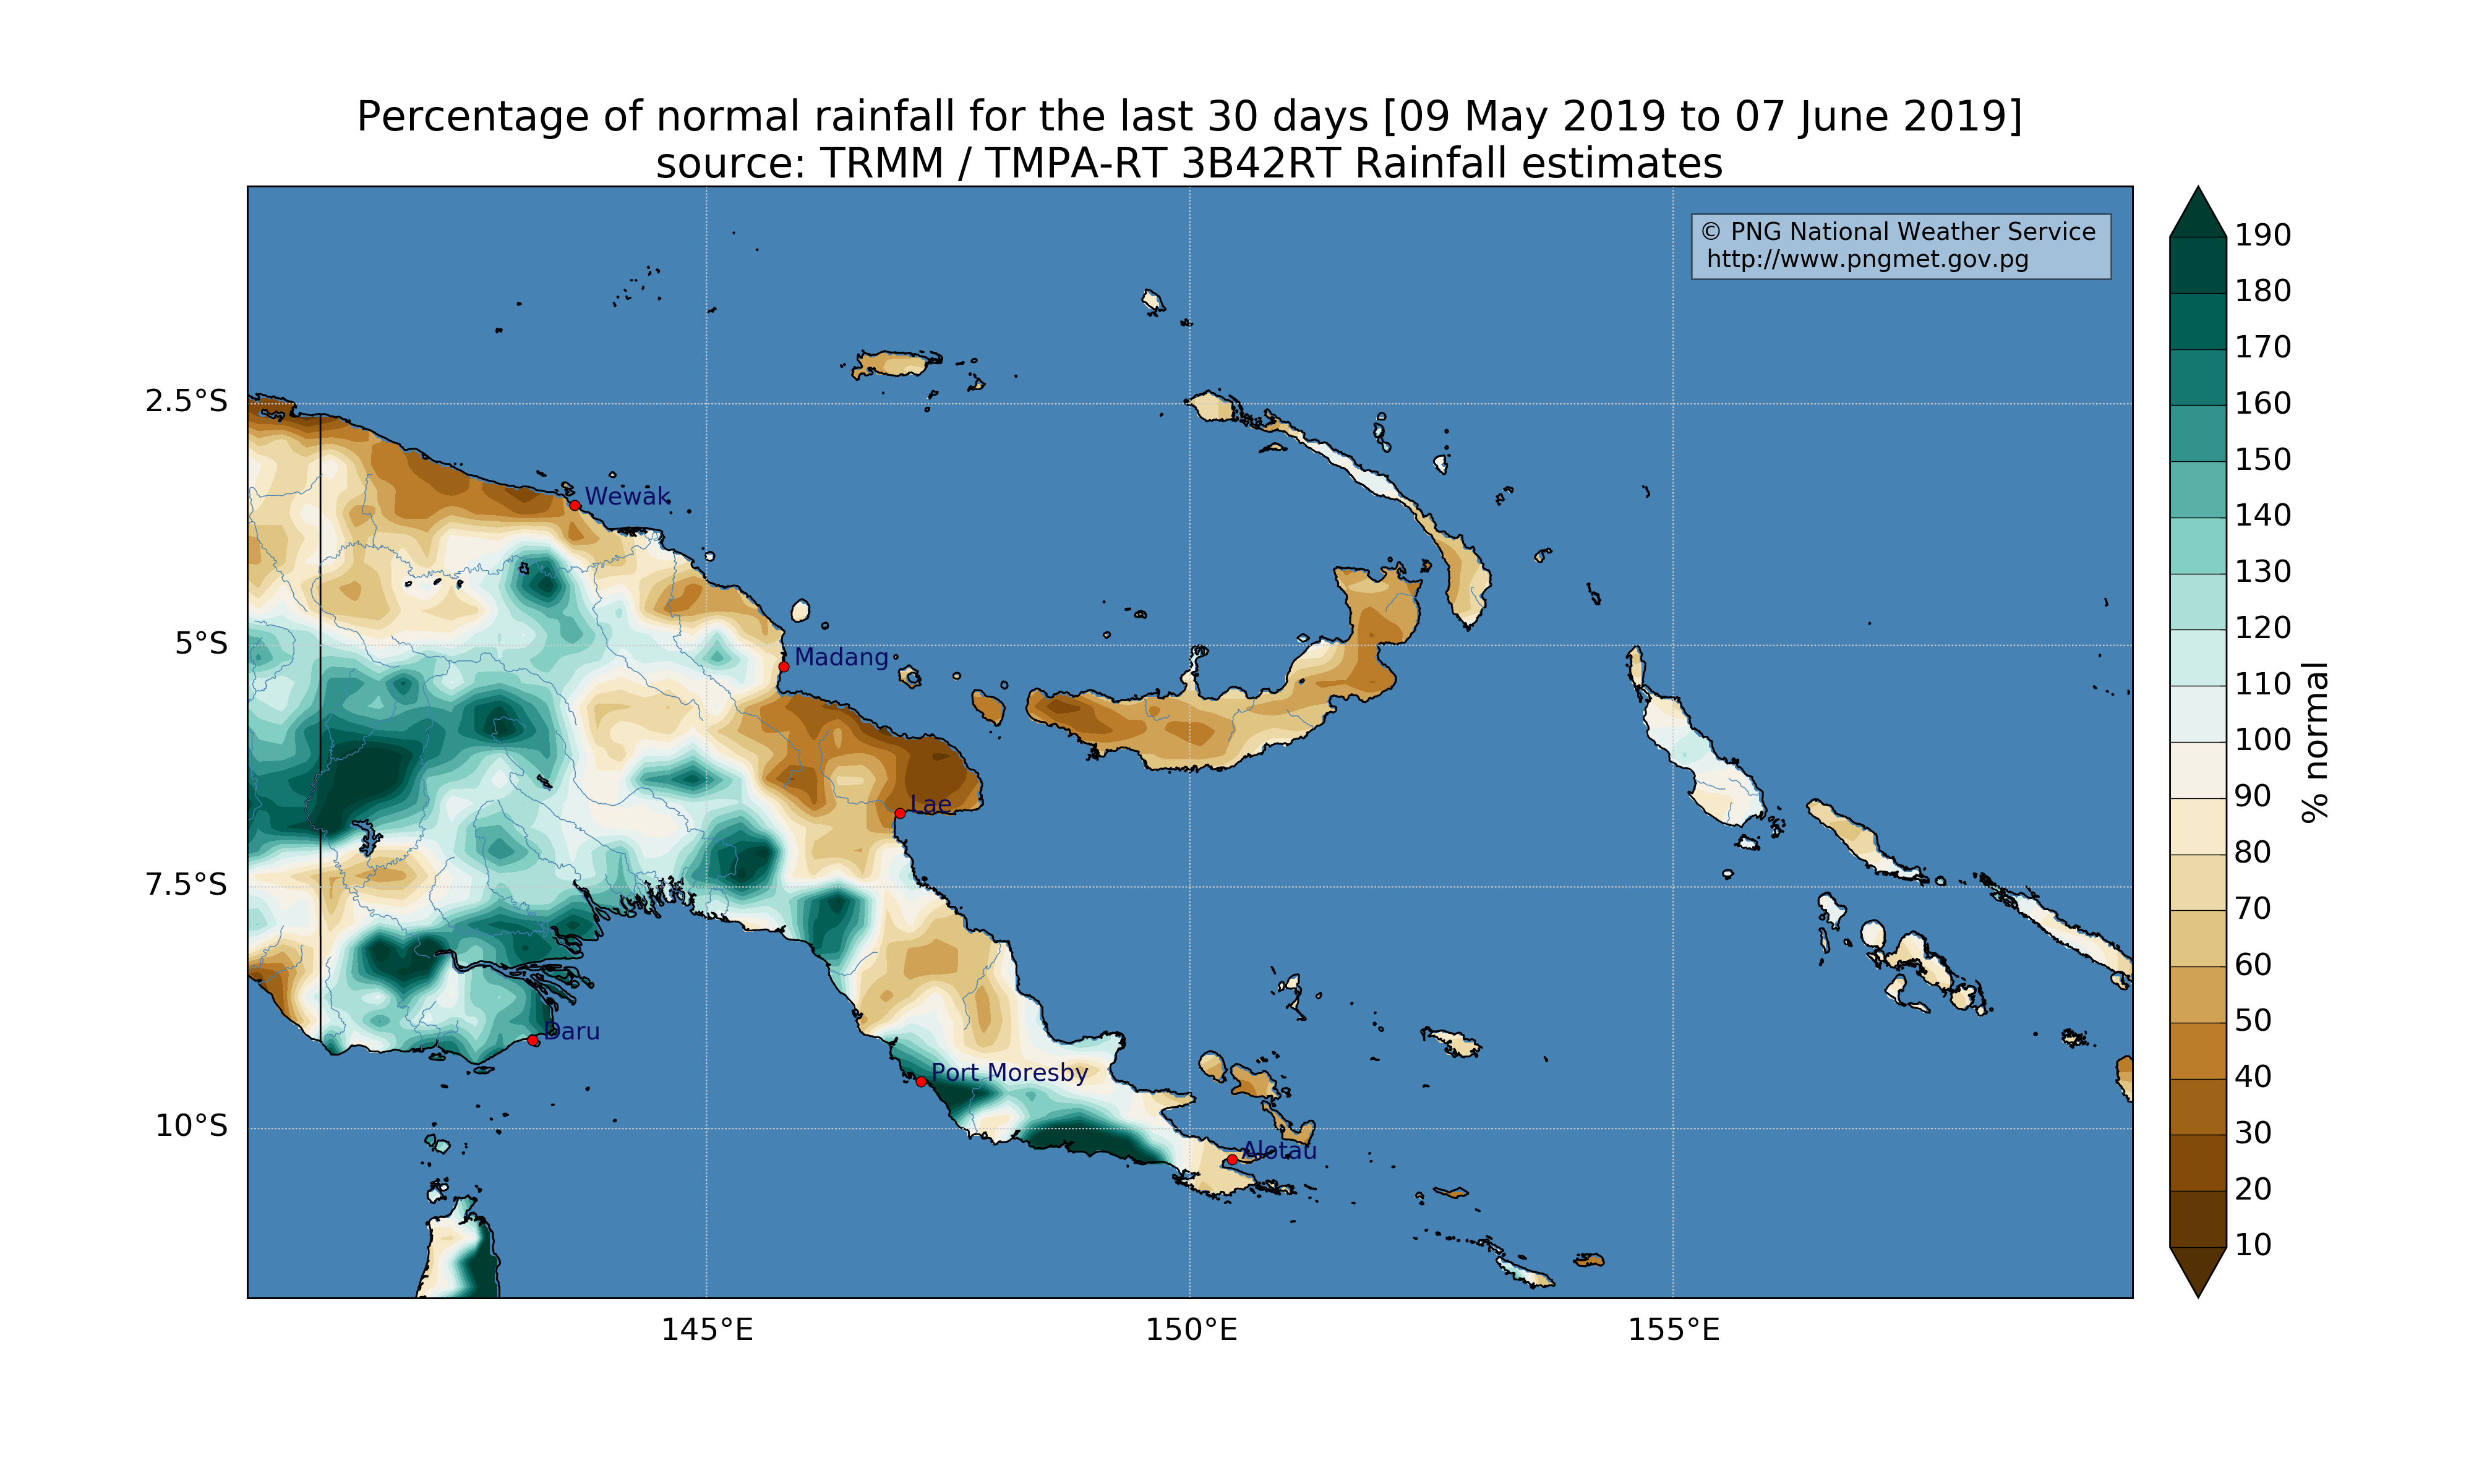 Percentage of normal rainfall for the last 30 days [09 May 2019 to 07 June 2019]
source: TRMM / TMPA-RT 3B42RT Rainfall estimates
© PNG National Weather Service
http://www.pngmet.gov.pg
2.5°S
5°S
7.5°S
10°S
Wewak
Madang
Lae
Daru
Port Moresby
Alotau
145°E
150°E
155°E
190
180
170
160
150
140
130
120
110
100
90
80
70
60
50
40
30
20
10
% normal